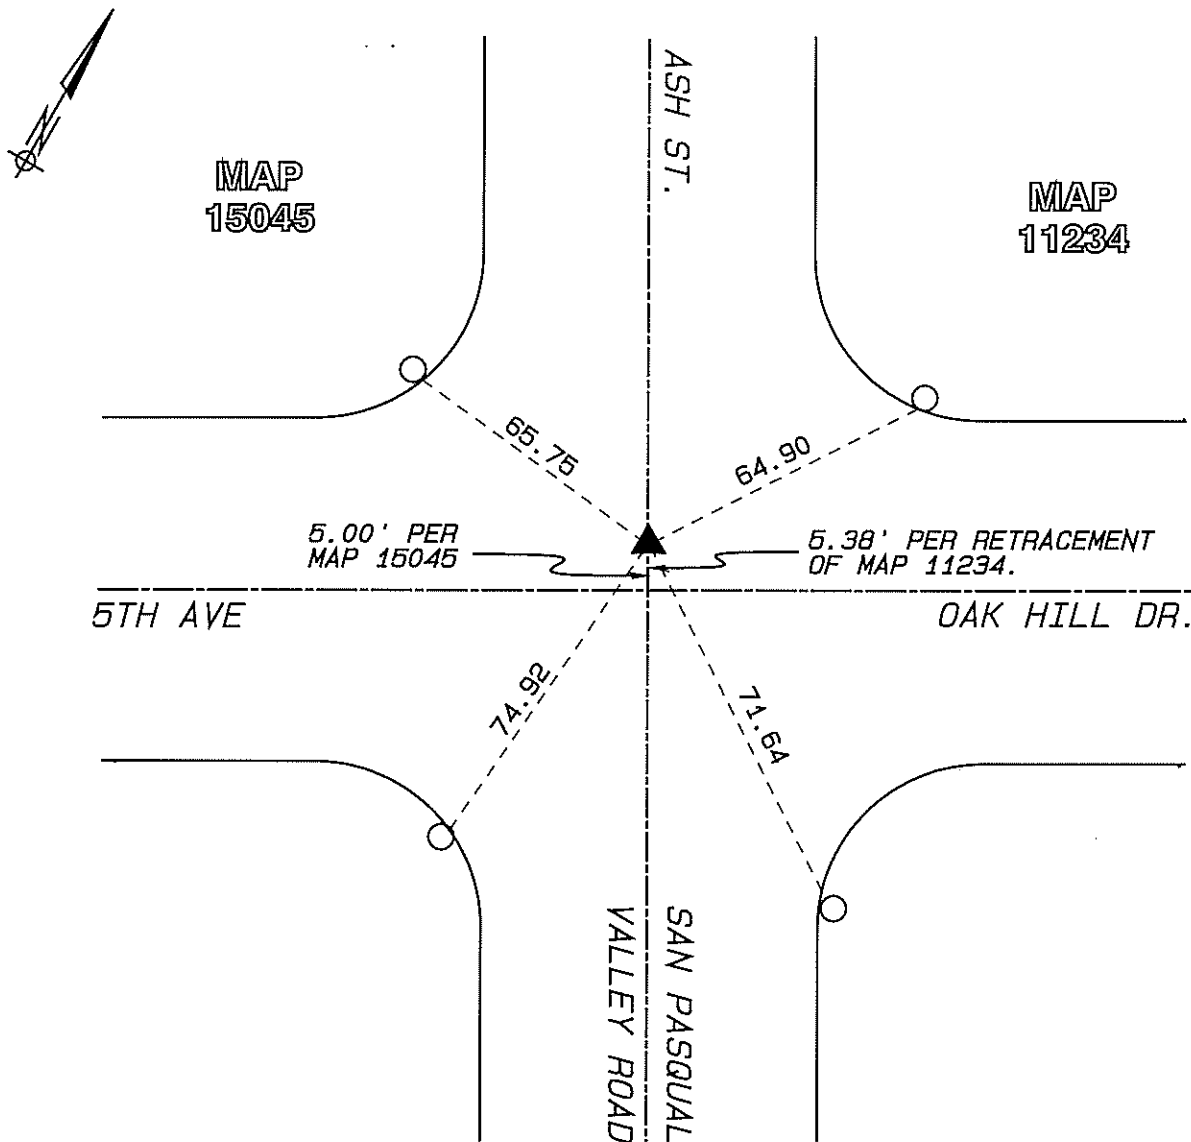 N
ASH ST.
MAP
15045
MAP
11234
65.75
64.90
5.00' PER
MAP 15045
5.38' PER RETRACEMENT
OF MAP 11234.
5TH AVE
OAK HILL DR.
74.92
71.64
SAN PASQUAL
VALLEY ROAD